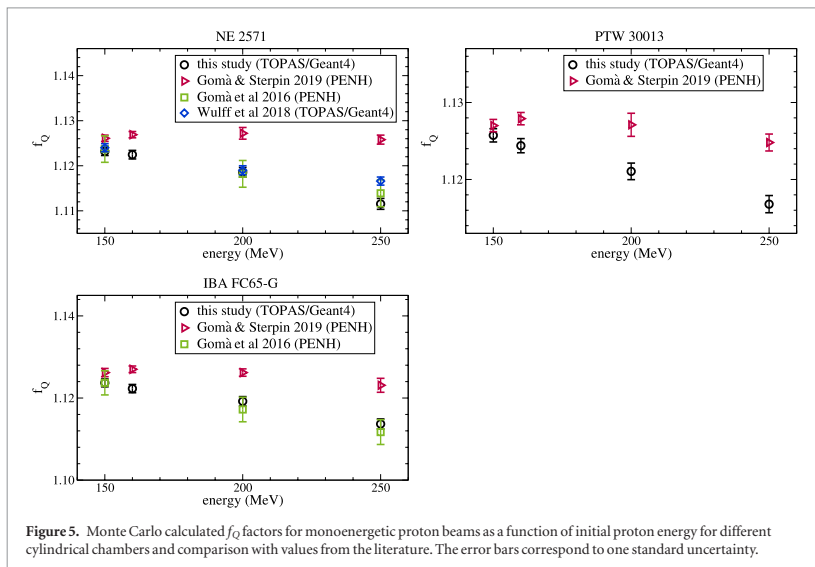 NE 2571
this study (TOPAS/Geant4)
Gomà & Sterpin 2019 (PENH)
Gomà et al 2016 (PENH)
Wulff et al 2018 (TOPAS/Geant4)
1.14
1.13
1.12
1.11
f_Q
150 200 250
energy (MeV)
PTW 30013
this study (TOPAS/Geant4)
Gomà & Sterpin 2019 (PENH)
1.13
1.12
f_Q
150 200 250
energy (MeV)
IBA FC65-G
this study (TOPAS/Geant4)
Gomà & Sterpin 2019 (PENH)
Gomà et al 2016 (PENH)
1.14
1.12
1.10
f_Q
150 200 250
energy (MeV)
Figure 5. Monte Carlo calculated f_Q factors for monoenergetic proton beams as a function of initial proton energy for different
cylindrical chambers and comparison with values from the literature. The error bars correspond to one standard uncertainty.